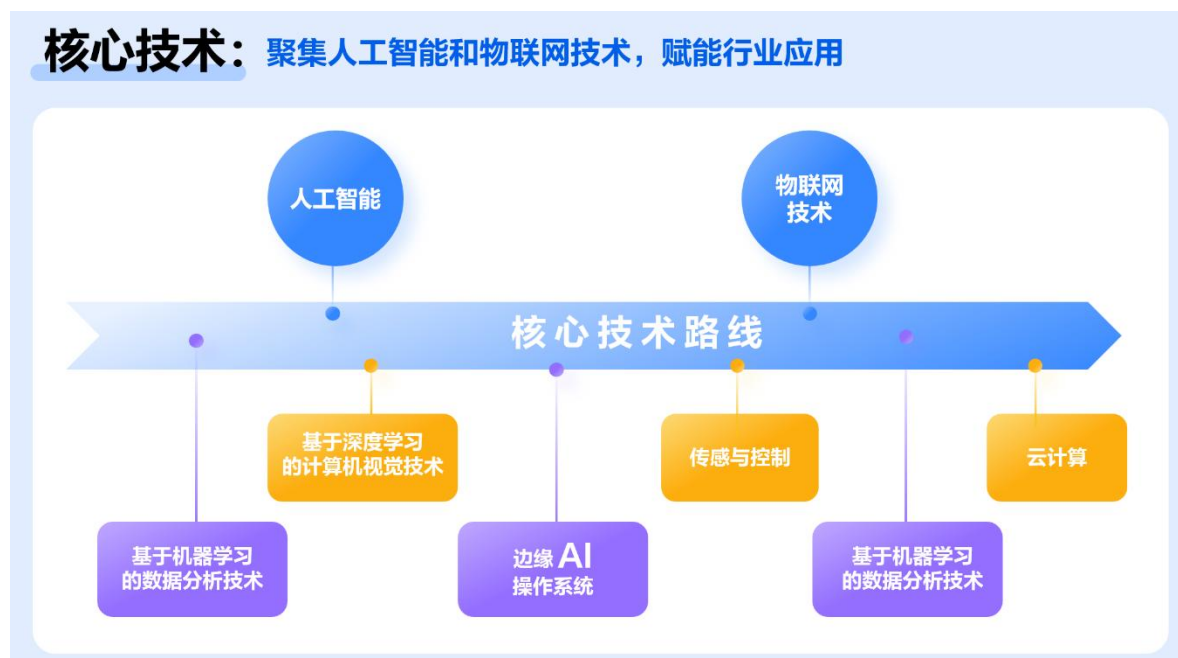 核心技术：聚集人工智能和物联网技术，赋能行业应用
人工智能
物联网
技术
核心技术路线
基于深度学习
的计算机视觉技术
传感与控制
云计算
基于机器学习
的数据分析技术
边缘AI
操作系统
基于机器学习
的数据分析技术